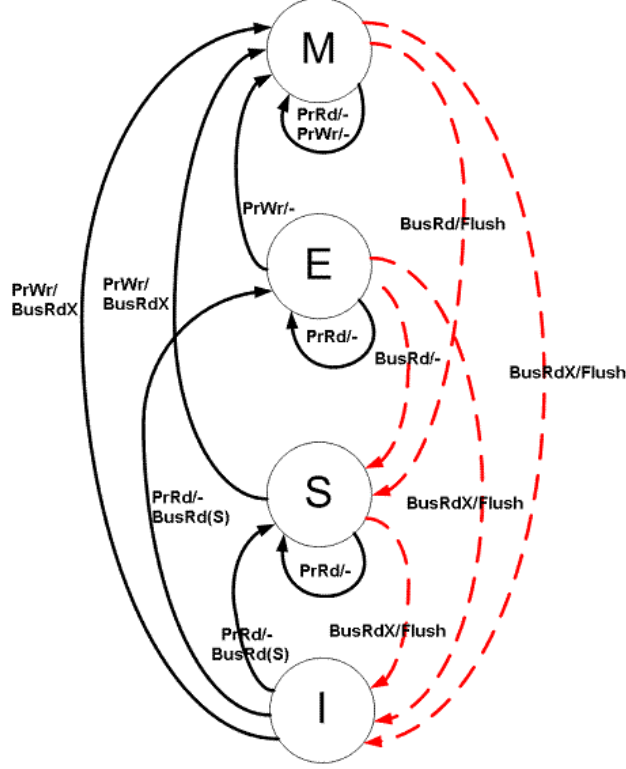 M
PrRd/-
PrWr/-
PrWr/-
BusRd/Flush
E
PrWr/
BusRdX
PrWr/
BusRdX
PrRd/-
BusRd/-
BusRdX/Flush
S
PrRd/-
BusRd(S)
BusRdX/Flush
PrRd/-
PrRd/-
BusRd(S)
BusRdX/Flush
I